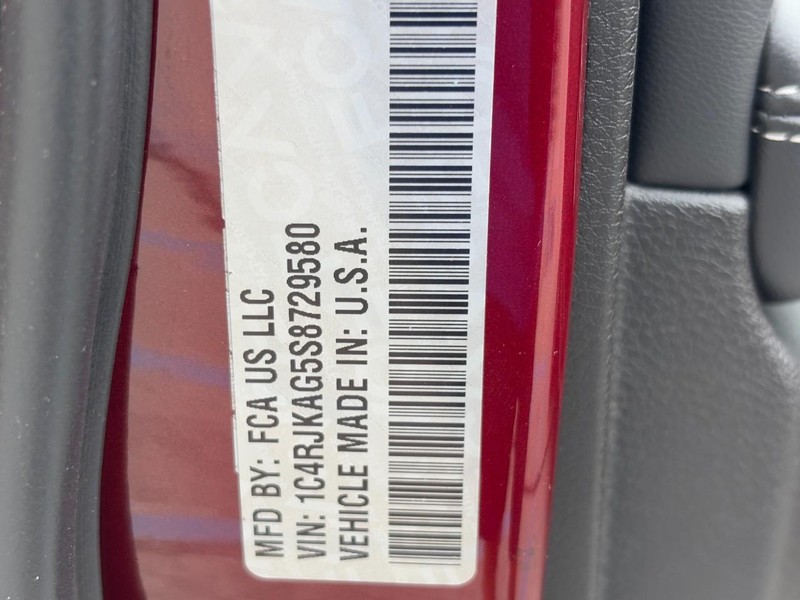 MFD BY: FCA US LLC
VIN: 1C4RJKAG5S8729580
VEHICLE MADE IN: U.S.A.